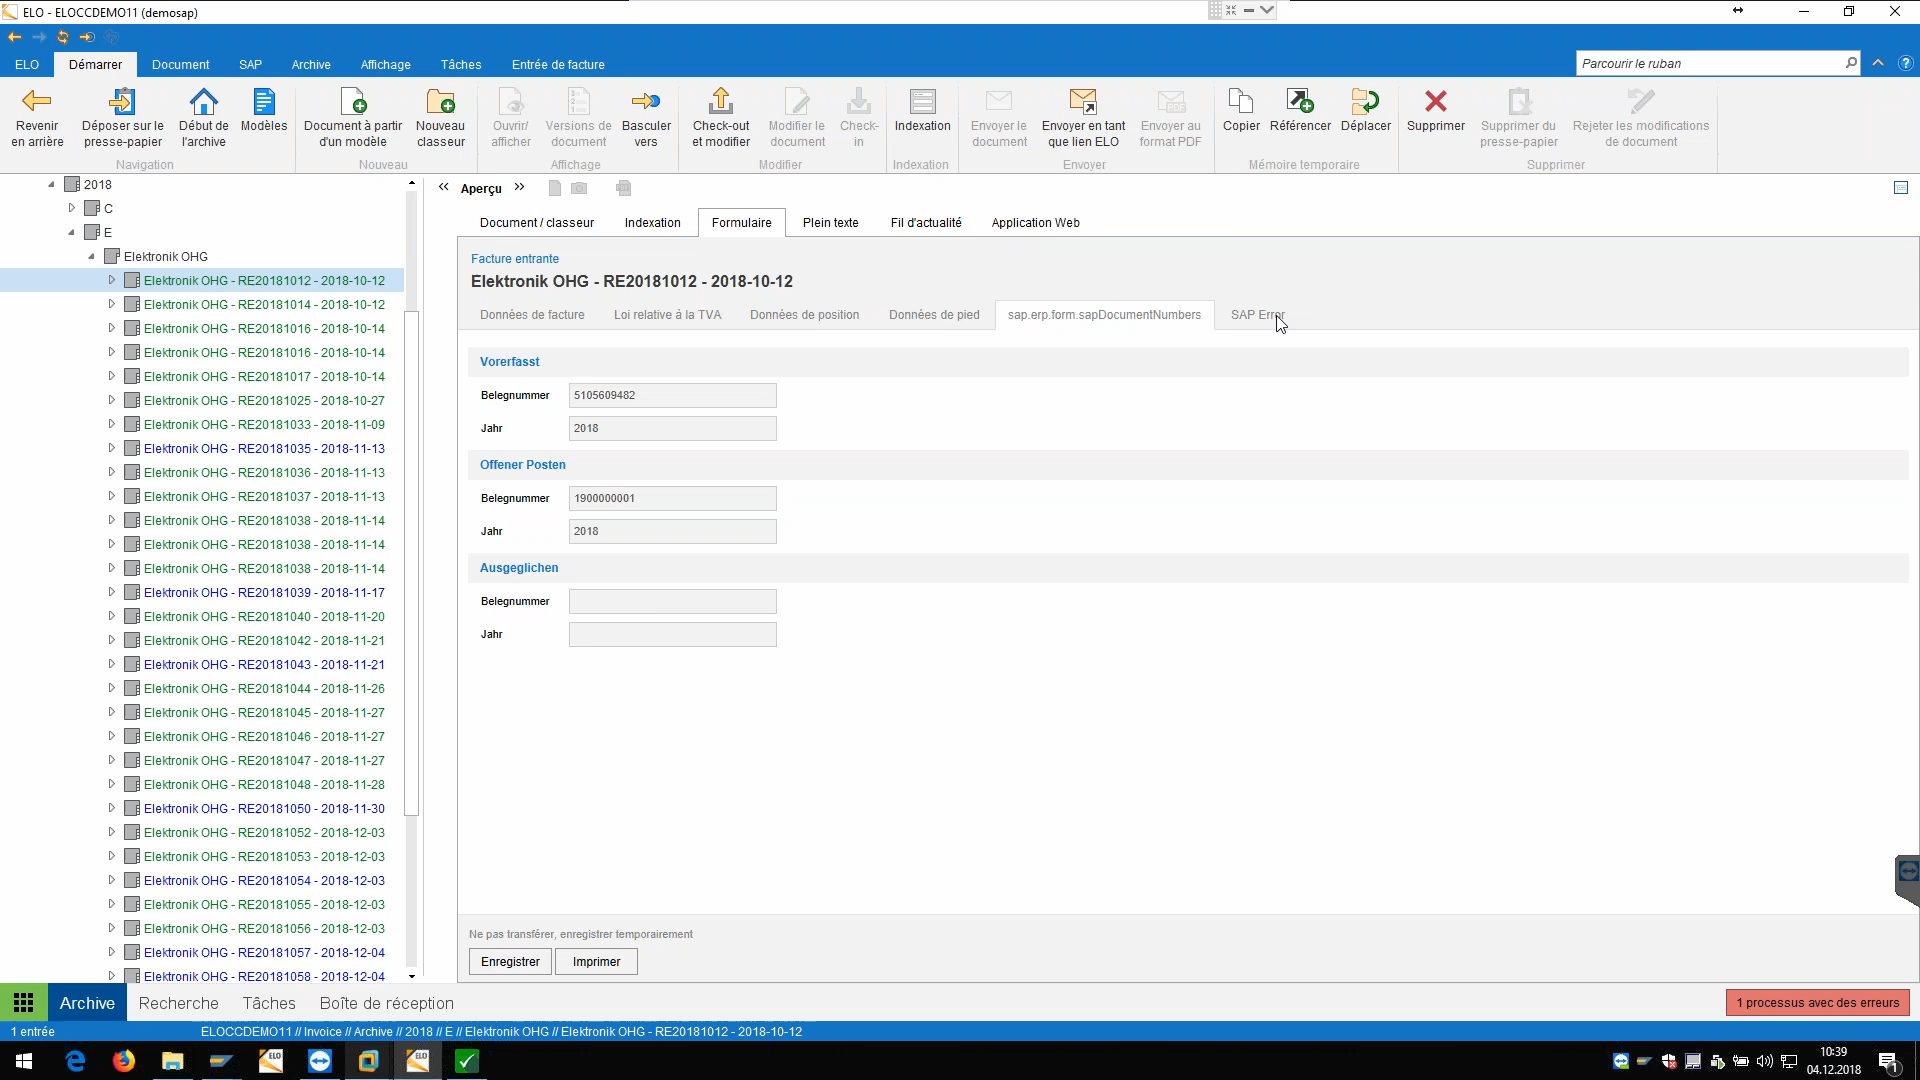 ELO - ELOCCDEMO11 (demosap)
ELO
Démarrer
Document
SAP
Archive
Affichage
Tâches
Entrée de facture
Parcourir le ruban
Revenir
en arrière
Déposer sur le
presse-papier
Début de
l'archive
Modèles
Navigation
Document à partir
d'un modèle
Nouveau
classeur
Nouveau
Ouvrir/
afficher
Versions de
document
Basculer
vers
Affichage
Check-out
et modifier
Modifier le
document
Check-
in
Modifier
Indexation
Indexation
Envoyer le
document
Envoyer en tant
que lien ELO
Envoyer au
format PDF
Envoyer
Copier
Référencer
Déplacer
Mémoire temporaire
Supprimer
Supprimer du
presse-papier
Rejeter les modifications
de document
Supprimer
2018
C
E
Elektronik OHG
Elektronik OHG - RE20181012 - 2018-10-12
Elektronik OHG - RE20181014 - 2018-10-12
Elektronik OHG - RE20181016 - 2018-10-14
Elektronik OHG - RE20181016 - 2018-10-14
Elektronik OHG - RE20181017 - 2018-10-14
Elektronik OHG - RE20181025 - 2018-10-27
Elektronik OHG - RE20181033 - 2018-11-09
Elektronik OHG - RE20181035 - 2018-11-13
Elektronik OHG - RE20181036 - 2018-11-13
Elektronik OHG - RE20181037 - 2018-11-13
Elektronik OHG - RE20181038 - 2018-11-14
Elektronik OHG - RE20181038 - 2018-11-14
Elektronik OHG - RE20181038 - 2018-11-14
Elektronik OHG - RE20181039 - 2018-11-17
Elektronik OHG - RE20181040 - 2018-11-20
Elektronik OHG - RE20181042 - 2018-11-21
Elektronik OHG - RE20181043 - 2018-11-21
Elektronik OHG - RE20181044 - 2018-11-26
Elektronik OHG - RE20181045 - 2018-11-27
Elektronik OHG - RE20181046 - 2018-11-27
Elektronik OHG - RE20181047 - 2018-11-27
Elektronik OHG - RE20181048 - 2018-11-28
Elektronik OHG - RE20181050 - 2018-11-30
Elektronik OHG - RE20181052 - 2018-12-03
Elektronik OHG - RE20181053 - 2018-12-03
Elektronik OHG - RE20181054 - 2018-12-03
Elektronik OHG - RE20181055 - 2018-12-03
Elektronik OHG - RE20181056 - 2018-12-03
Elektronik OHG - RE20181057 - 2018-12-04
Elektronik OHG - RE20181058 - 2018-12-04
Aperçu
Document / classeur
Indexation
Formulaire
Plein texte
Fil d'actualité
Application Web
Facture entrante
Elektronik OHG - RE20181012 - 2018-10-12
Données de facture
Loi relative à la TVA
Données de position
Données de pied
sap.erp.form.sapDocumentNumbers
SAP Error
Vorerfasst
Belegnummer 5105609482
Jahr 2018
Offener Posten
Belegnummer 1900000001
Jahr 2018
Ausgeglichen
Belegnummer
Jahr
Ne pas transférer, enregistrer temporairement
Enregistrer
Imprimer
Archive
Recherche
Tâches
Boîte de réception
1 processus avec des erreurs
1 entrée
ELOCCDEMO11 // Invoice // Archive // 2018 // E // Elektronik OHG // Elektronik OHG - RE20181012 - 2018-10-12
10:39
04.12.2018
1